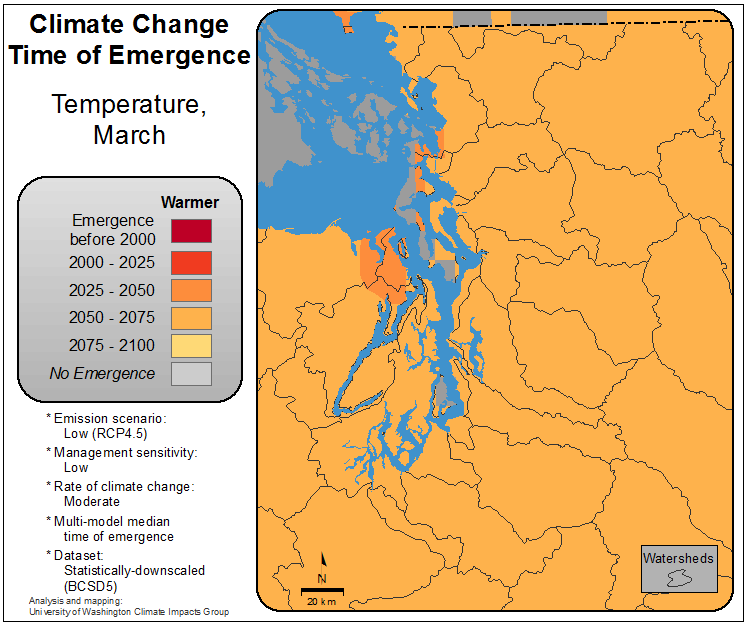 Climate Change
Time of Emergence
Temperature,
March
Warmer
Emergence
before 2000
2000 - 2025
2025 - 2050
2050 - 2075
2075 - 2100
No Emergence
* Emission scenario:
Low (RCP4.5)
* Management sensitivity:
Low
* Rate of climate change:
Moderate
* Multi-model median
time of emergence
* Dataset:
Statistically-downscaled
(BCSD5)
Analysis and mapping:
University of Washington Climate Impacts Group
N
20 km
Watersheds